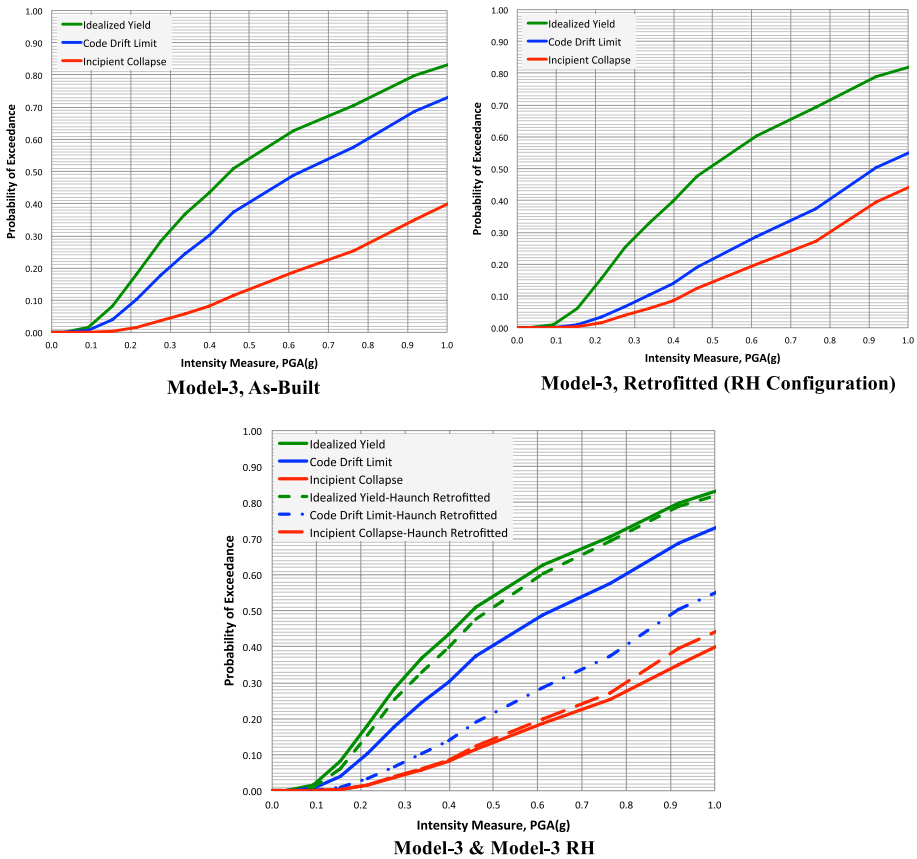 Idealized Yield
Code Drift Limit
Incipient Collapse
1.00
0.90
0.80
0.70
0.60
0.50
0.40
0.30
0.20
0.10
0.00
Probability of Exceedance
0.0 0.1 0.2 0.3 0.4 0.5 0.6 0.7 0.8 0.9 1.0
Intensity Measure, PGA(g)
Model-3, As-Built
Idealized Yield
Code Drift Limit
Incipient Collapse
1.00
0.90
0.80
0.70
0.60
0.50
0.40
0.30
0.20
0.10
0.00
Probability of Exceedance
0.0 0.1 0.2 0.3 0.4 0.5 0.6 0.7 0.8 0.9 1.0
Intensity Measure, PGA(g)
Model-3, Retrofitted (RH Configuration)
Idealized Yield
Code Drift Limit
Incipient Collapse
Idealized Yield-Haunch Retrofitted
Code Drift Limit-Haunch Retrofitted
Incipient Collapse-Haunch Retrofitted
1.00
0.90
0.80
0.70
0.60
0.50
0.40
0.30
0.20
0.10
0.00
Probability of Exceedance
0.0 0.1 0.2 0.3 0.4 0.5 0.6 0.7 0.8 0.9 1.0
Intensity Measure, PGA(g)
Model-3 & Model-3 RH